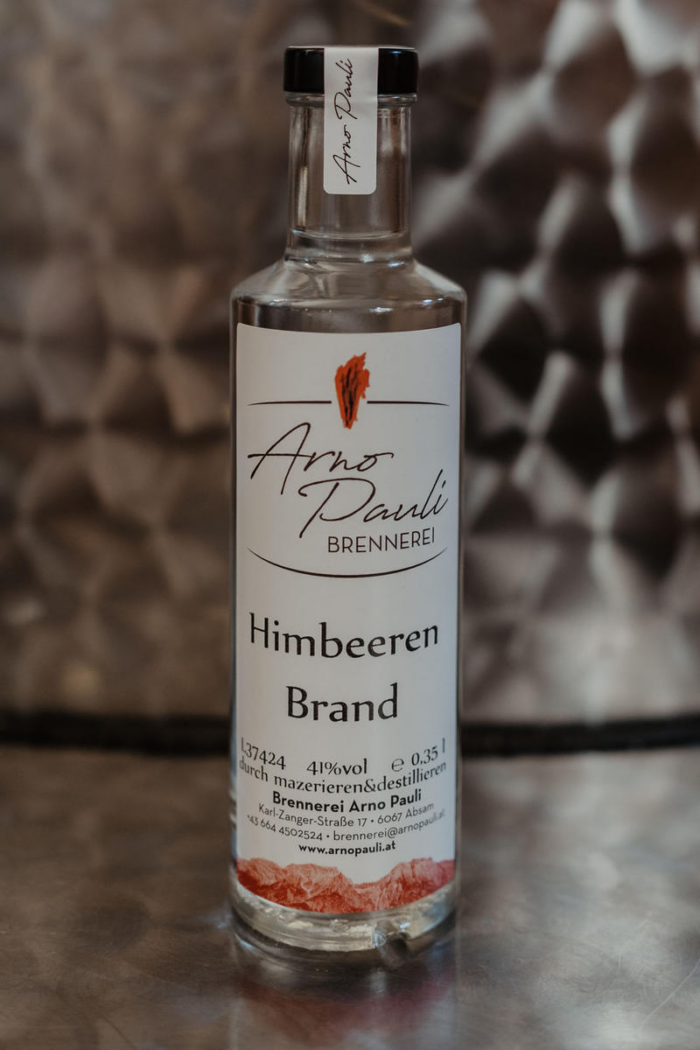 Arno Pauli
Arno
Pauli
BRENNEREI
Himbeeren
Brand
L37424 41%vol ℮ 0,35 l
durch mazerieren&destillieren
Brennerei Arno Pauli
Karl-Zanger-Straße 17 • 6067 Absam
+43 664 4502524 • brennerei@arnopauli.at
www.arnopauli.at